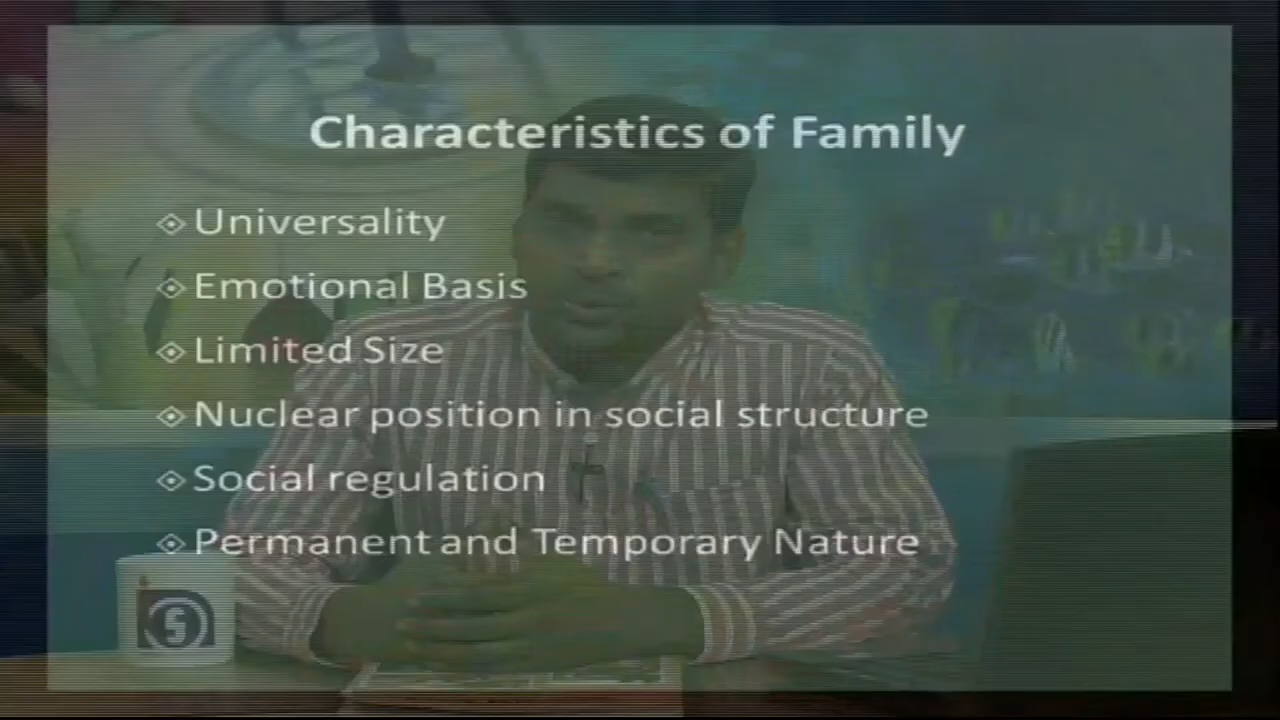 Characteristics of Family
Universality
Emotional Basis
Limited Size
Nuclear position in social structure
Social regulation
Permanent and Temporary Nature